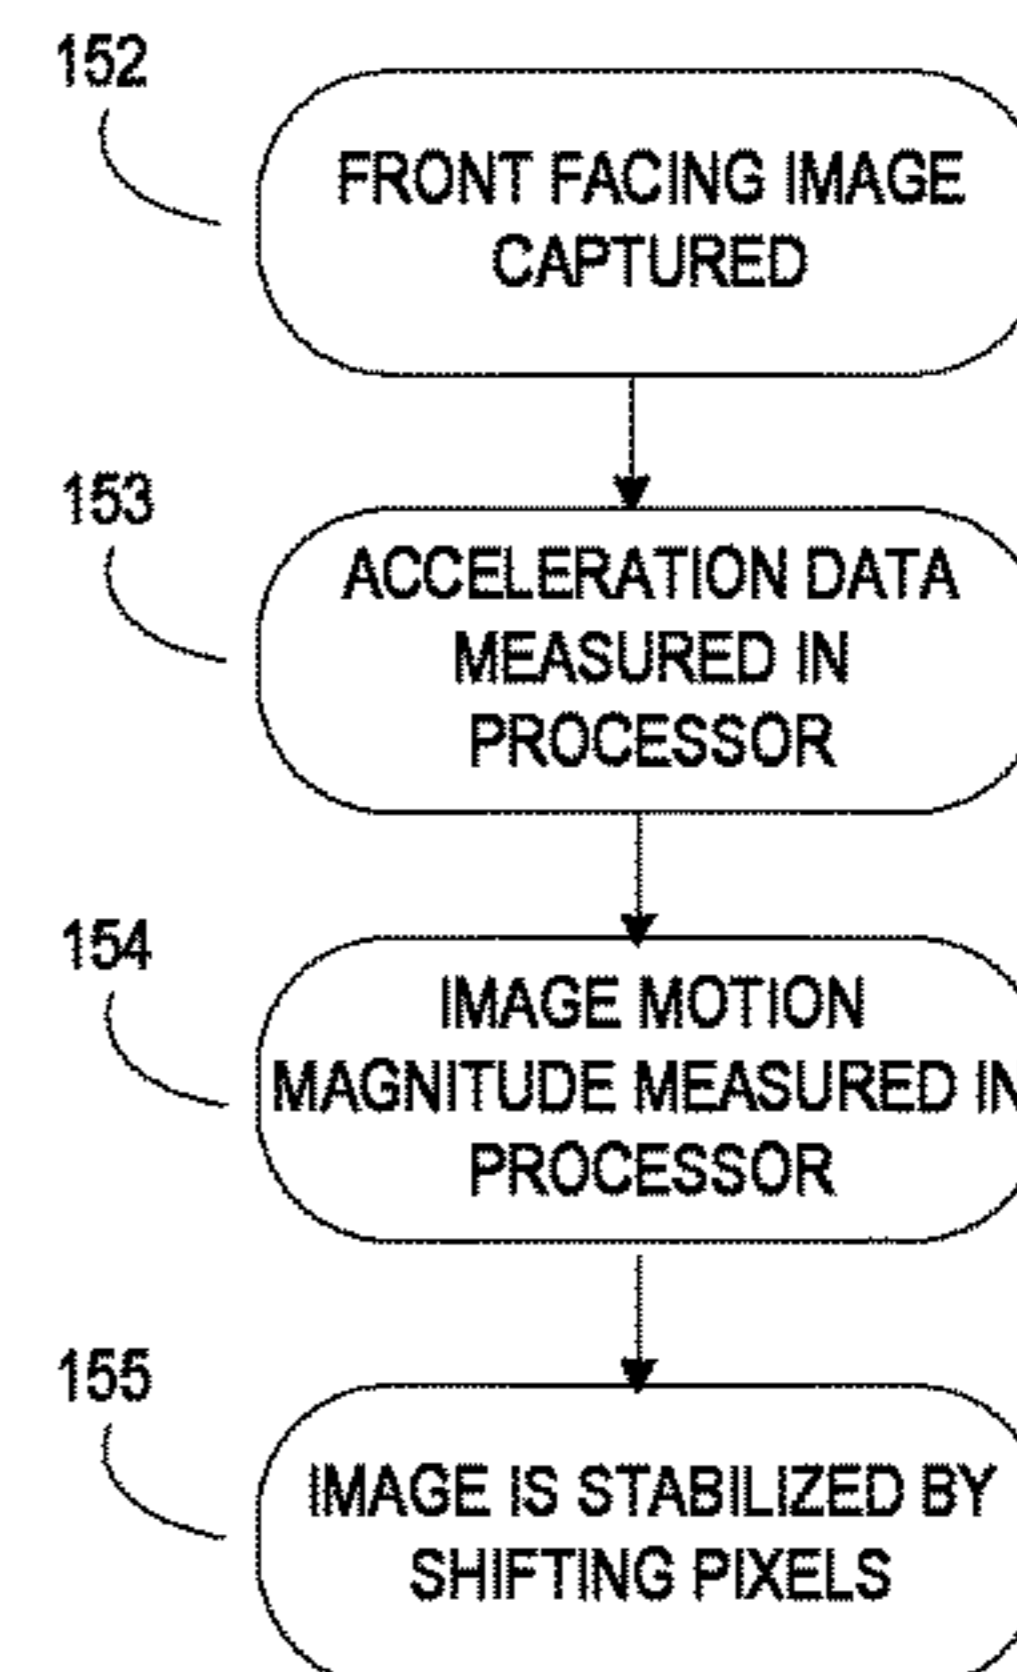 152
FRONT FACING IMAGE
CAPTURED
153
ACCELERATION DATA
MEASURED IN
PROCESSOR
154
IMAGE MOTION
MAGNITUDE MEASURED IN
PROCESSOR
155
IMAGE IS STABILIZED BY
SHIFTING PIXELS